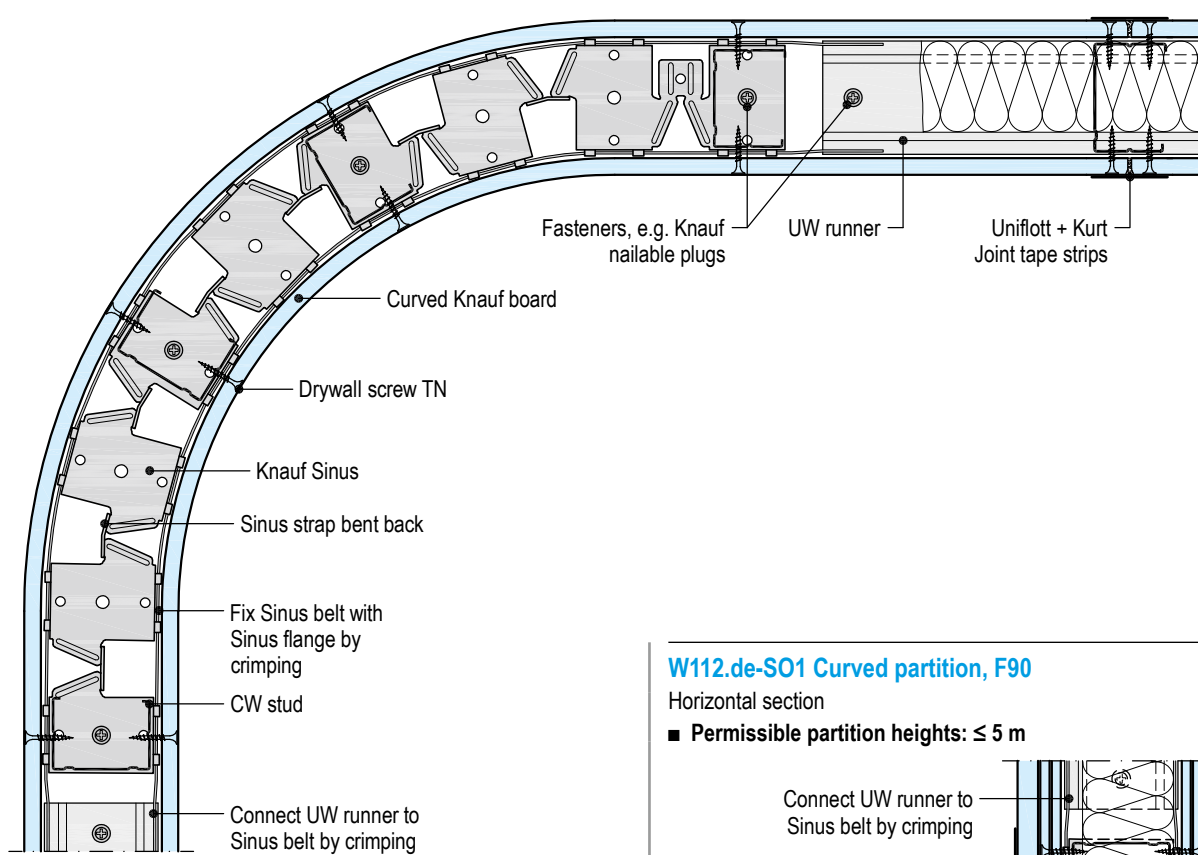 Fasteners, e.g. Knauf
nailable plugs
UW runner
Uniflott + Kurt
Joint tape strips
Curved Knauf board
Drywall screw TN
Knauf Sinus
Sinus strap bent back
Fix Sinus belt with
Sinus flange by
crimping
CW stud
Connect UW runner to
Sinus belt by crimping
W112.de-SO1 Curved partition, F90
Horizontal section
■ Permissible partition heights: ≤ 5 m
Connect UW runner to
Sinus belt by crimping